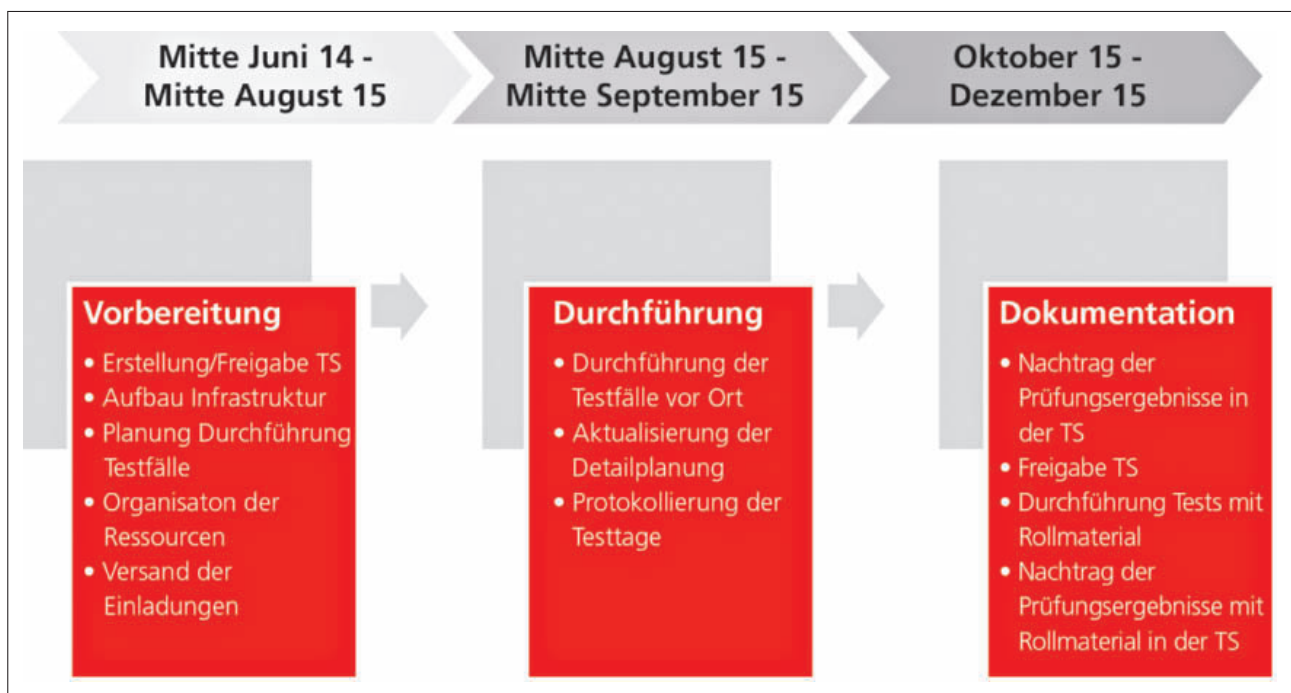 Mitte Juni 14 -
Mitte August 15
Mitte August 15 -
Mitte September 15
Oktober 15 -
Dezember 15
Vorbereitung
• Erstellung/Freigabe TS
• Aufbau Infrastruktur
• Planung Durchführung
Testfälle
• Organisaton der
Ressourcen
• Versand der
Einladungen
Durchführung
• Durchführung der
Testfälle vor Ort
• Aktualisierung der
Detailplanung
• Protokollierung der
Testtage
Dokumentation
• Nachtrag der
Prüfungsergebnisse in
der TS
• Freigabe TS
• Durchführung Tests mit
Rollmaterial
• Nachtrag der
Prüfungsergebnisse mit
Rollmaterial in der TS